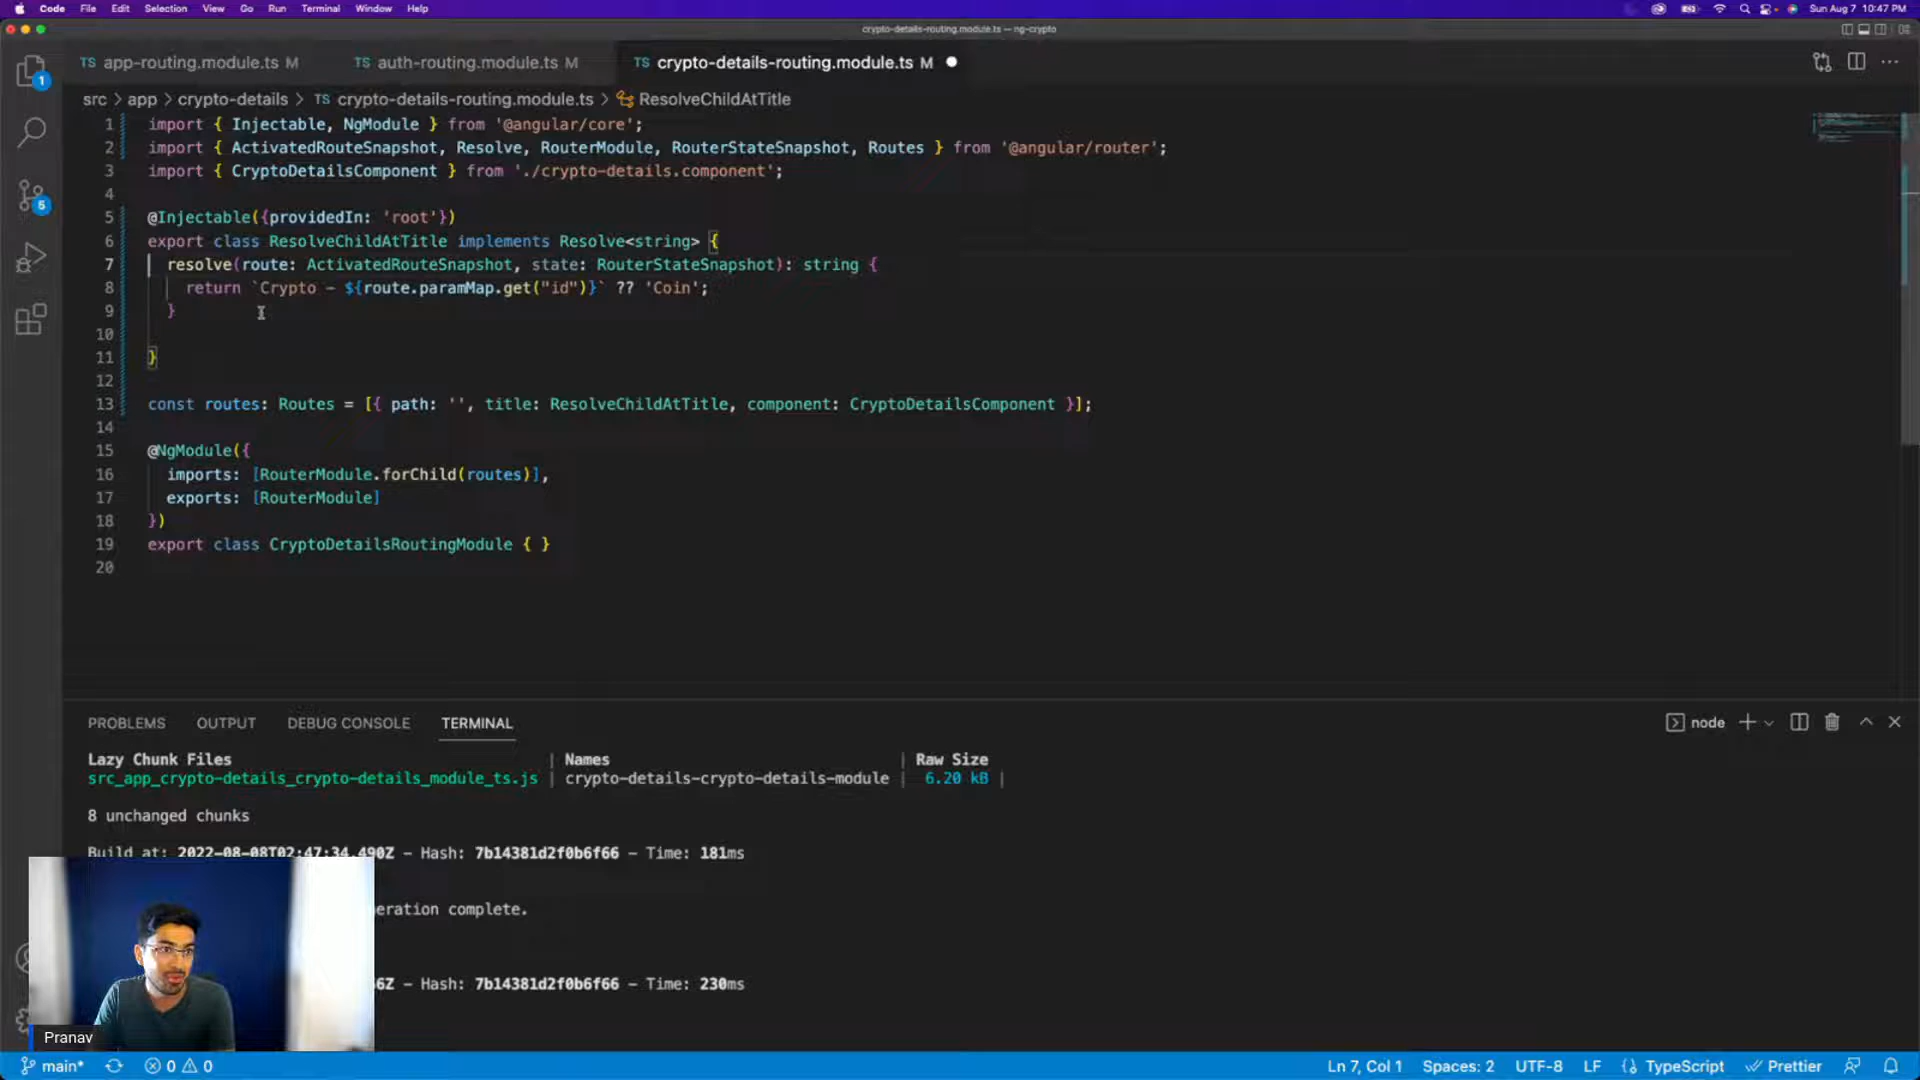 Code File Edit Selection View Go Run Terminal Window Help
Sun Aug 7 10:47 PM
crypto-details-routing.module.ts — ng-crypto
TS app-routing.module.ts M
TS auth-routing.module.ts M
TS crypto-details-routing.module.ts M
src > app > crypto-details > TS crypto-details-routing.module.ts > ResolveChildAtTitle
1 import { Injectable, NgModule } from '@angular/core';
2 import { ActivatedRouteSnapshot, Resolve, RouterModule, RouterStateSnapshot, Routes } from '@angular/router';
3 import { CryptoDetailsComponent } from './crypto-details.component';
4
5 @Injectable({providedIn: 'root'})
6 export class ResolveChildAtTitle implements Resolve<string> {
7 resolve(route: ActivatedRouteSnapshot, state: RouterStateSnapshot): string {
8 return `Crypto - ${route.paramMap.get("id")}` ?? 'Coin';
9 }
10
11 }
12
13 const routes: Routes = [{ path: '', title: ResolveChildAtTitle, component: CryptoDetailsComponent }];
14
15 @NgModule({
16 imports: [RouterModule.forChild(routes)],
17 exports: [RouterModule]
18 })
19 export class CryptoDetailsRoutingModule { }
20
1
5
PROBLEMS OUTPUT DEBUG CONSOLE TERMINAL
node
Lazy Chunk Files | Names | Raw Size
src_app_crypto-details_crypto-details_module_ts.js | crypto-details-crypto-details-module | 6.20 kB |
8 unchanged chunks
Build at: 2022-08-08T02:47:34.490Z - Hash: 7b14381d2f0b6f66 - Time: 181ms
eration complete.
6Z - Hash: 7b14381d2f0b6f66 - Time: 230ms
Pranav
main* 0 0
Ln 7, Col 1 Spaces: 2 UTF-8 LF TypeScript Prettier